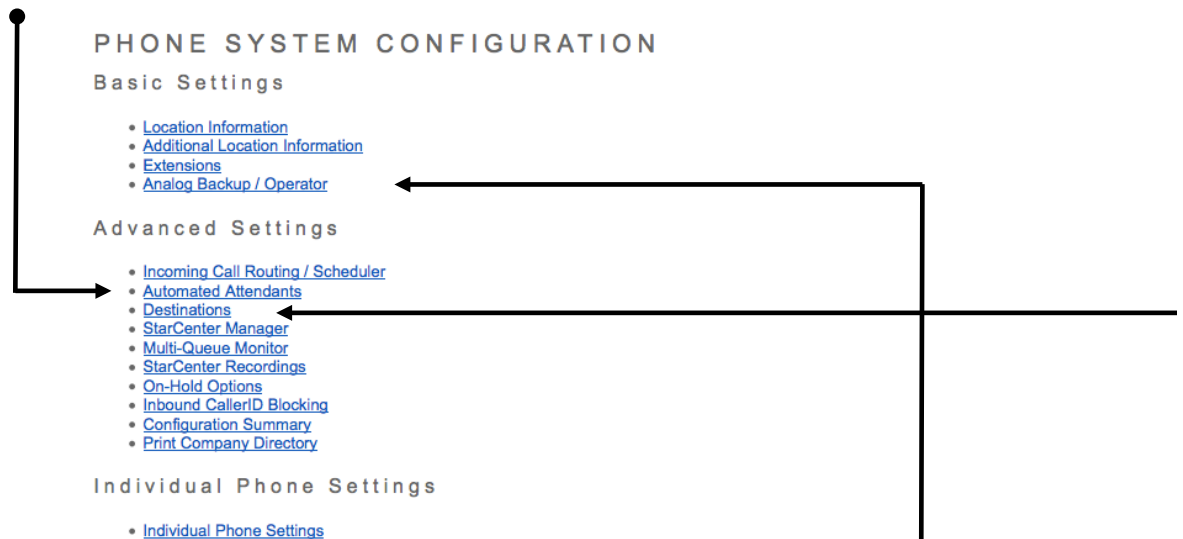 PHONE SYSTEM CONFIGURATION
Basic Settings
Location Information
Additional Location Information
Extensions
Analog Backup / Operator
Advanced Settings
Incoming Call Routing / Scheduler
Automated Attendants
Destinations
StarCenter Manager
Multi-Queue Monitor
StarCenter Recordings
On-Hold Options
Inbound CallerID Blocking
Configuration Summary
Print Company Directory
Individual Phone Settings
Individual Phone Settings